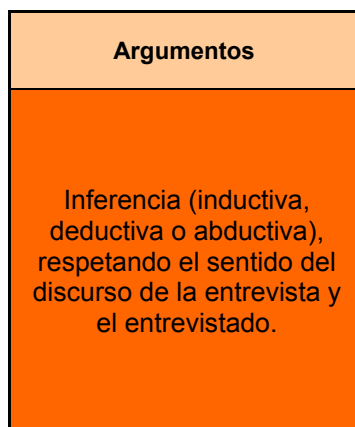 Argumentos
Inferencia (inductiva,
deductiva o abductiva),
respetando el sentido del
discurso de la entrevista y
el entrevistado.